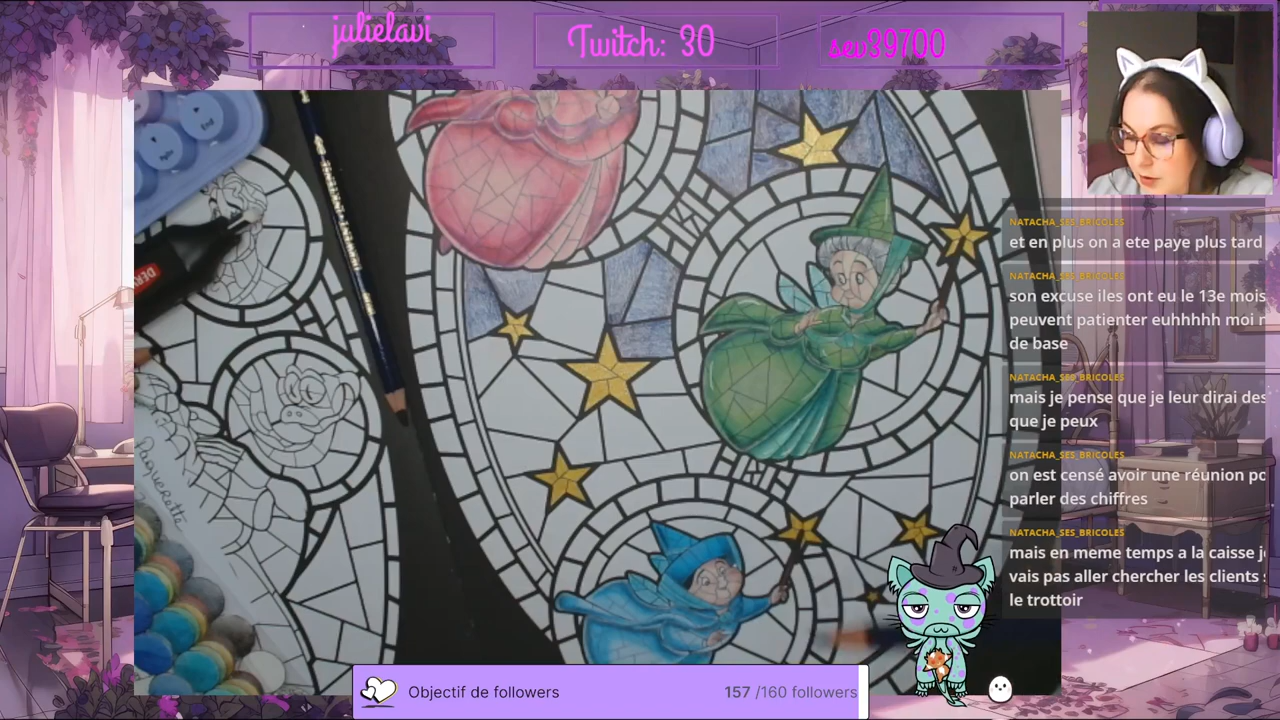 julielavi
Twitch: 30
sev39700
End
PgDn
DER
NATACHA_SES_BRICOLES
et en plus on a ete paye plus tard
NATACHA_SES_BRICOLES
son excuse iles ont eu le 13e mois
peuvent patienter euhhhhh moi
de base
NATACHA_SES_BRICOLES
mais je pense que je leur dirai des
que je peux
NATACHA_SES_BRICOLES
on est censé avoir une réunion po
parler des chiffres
NATACHA_SES_BRICOLES
mais en meme temps a la caisse j
vais pas aller chercher les clients
le trottoir
Paquerette
Objectif de followers
157 /160 followers